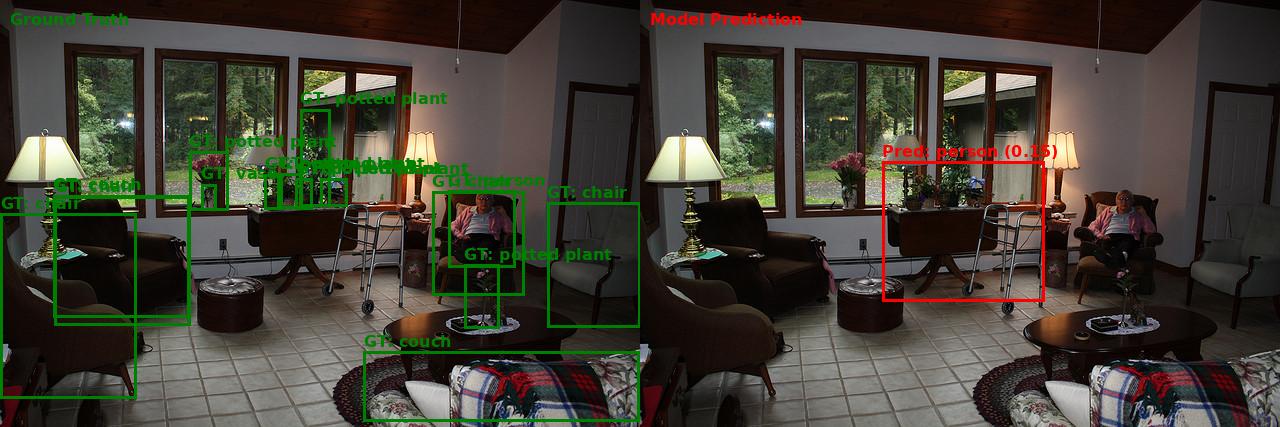 Ground Truth
Model Prediction
GT: potted plant
GT: potted plant
Pred: person (0.15)
GT: vase
GT: couch
GT: person
GT: chair
GT: chair
GT: potted plant
GT: couch